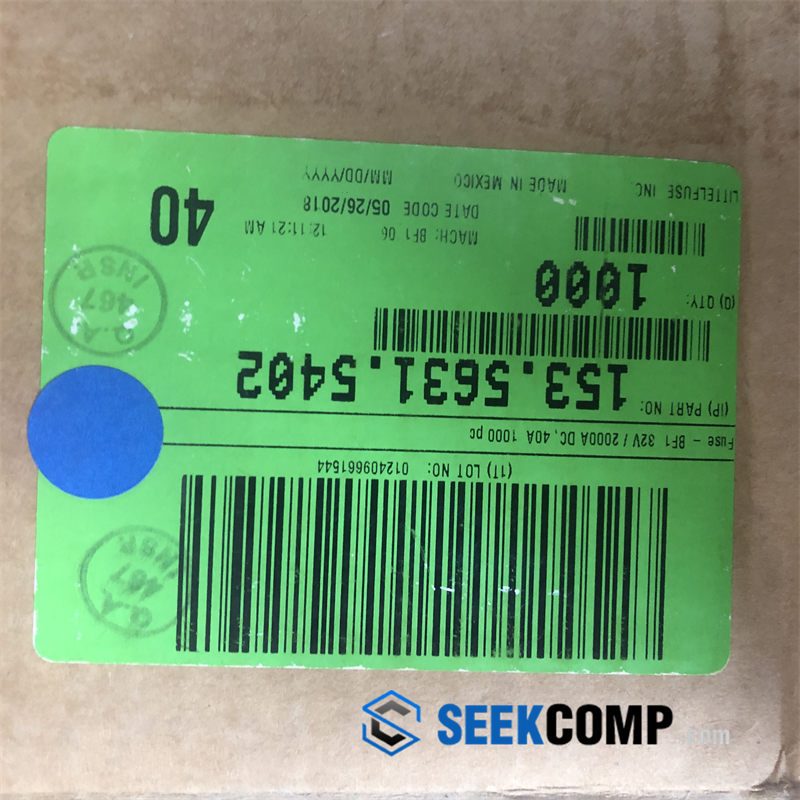 (1T) LOT NO: 012409661544
Fuse - BF1 32V / 2000A DC, 40A 1000 pc
(1P) PART NO: 153.5631.5402
(Q) QTY: 1000
MACH: BF1 06 12:11:21 AM
DATE CODE 05/26/2018
40
LITTELFUSE INC. MADE IN MEXICO MM/DD/YYYY
Q.A
467
INSR
Q.A
467
INSR
SEEKCOMP.com